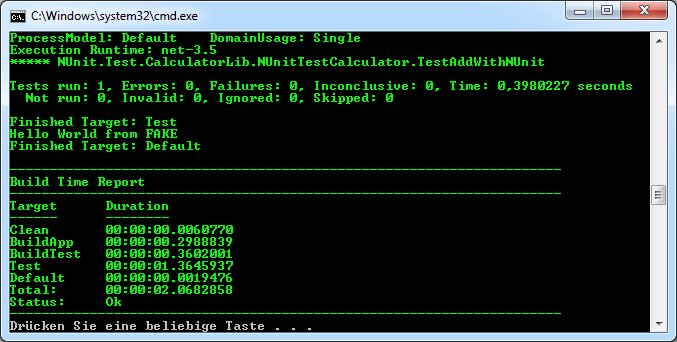 C:\Windows\system32\cmd.exe
ProcessModel: Default    DomainUsage: Single
Execution Runtime: net-3.5
***** NUnit.Test.CalculatorLib.NUnitTestCalculator.TestAddWithNUnit
Tests run: 1, Errors: 0, Failures: 0, Inconclusive: 0, Time: 0,3980227 seconds
  Not run: 0, Invalid: 0, Ignored: 0, Skipped: 0
Finished Target: Test
Hello World from FAKE
Finished Target: Default
---------------------------------------------------------------------
Build Time Report
---------------------------------------------------------------------
Target      Duration
------      --------
Clean       00:00:00.0060770
BuildApp    00:00:00.2988839
BuildTest   00:00:00.3602001
Test        00:00:01.3645937
Default     00:00:00.0019476
Total:      00:00:02.0682858
Status:     Ok
---------------------------------------------------------------------
Drücken Sie eine beliebige Taste . . .